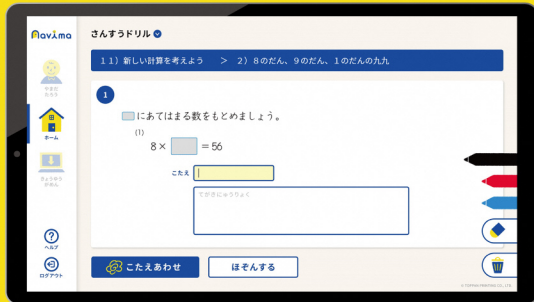 navima
さんすうドリル
11）新しい計算を考えよう　＞　2）8のだん、9のだん、1のだんの九九
やまだ
たろう
ホーム
きょうゆう
がめん
ヘルプ
ログアウト
1
にあてはまる数をもとめましょう。
(1)
8× =56
こたえ
てがきにゅうりょく
こたえあわせ
ほぞんする
© TOPPAN PRINTING CO., LTD.